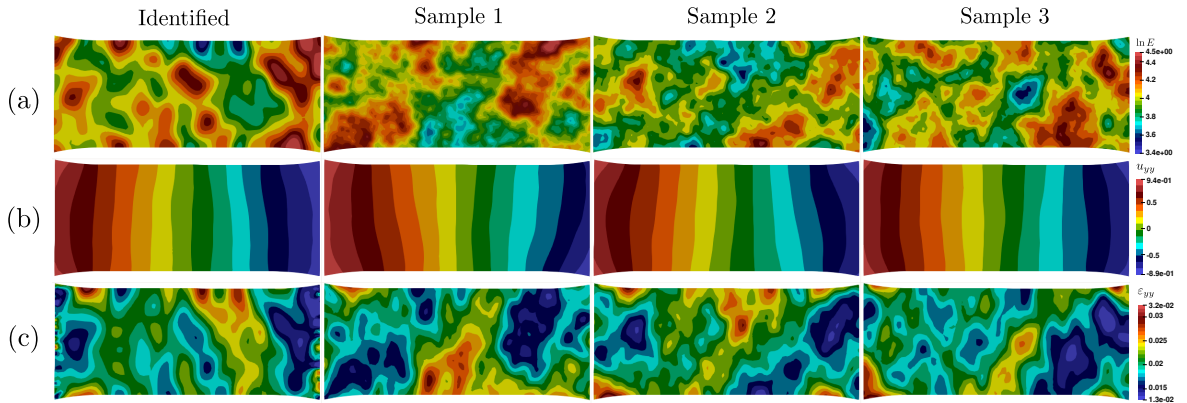 Identified Sample 1 Sample 2 Sample 3
(a)
ln E
4.5e+00
4.4
4.2
4
3.8
3.6
3.4e+00
(b)
u_yy
9.4e-01
0.5
0
-0.5
-8.9e-01
(c)
ε_yy
3.2e-02
0.03
0.025
0.02
0.015
1.3e-02